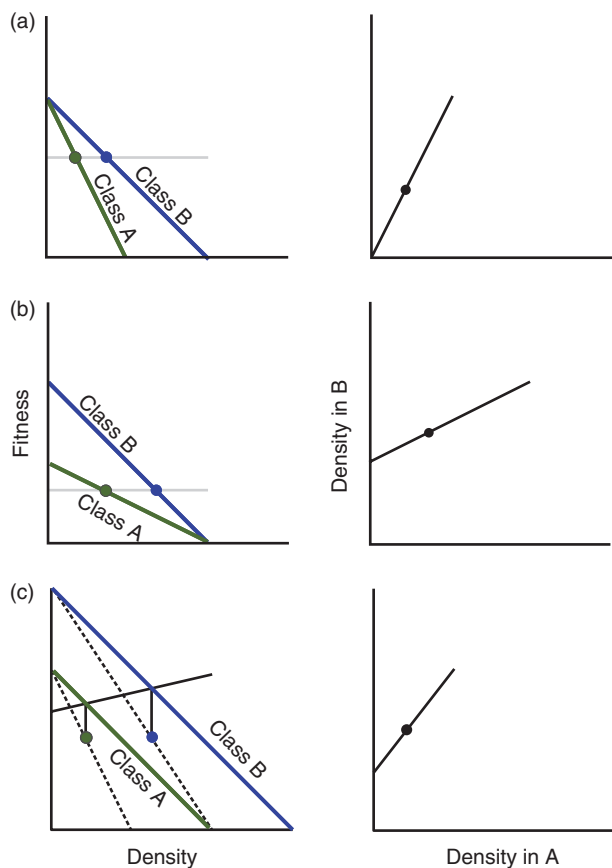 (a)
Class A
Class B
(b)
Fitness
Class B
Class A
Density in B
(c)
Class A
Class B
Density
Density in A